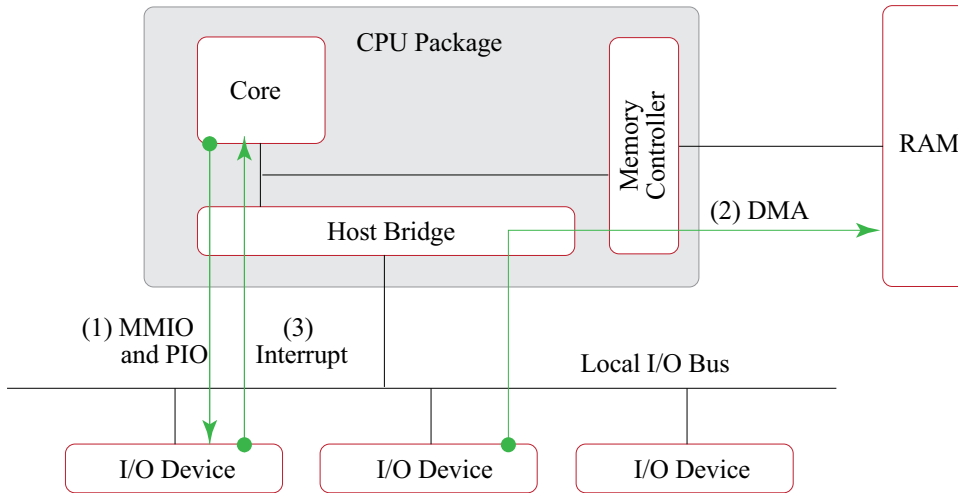 CPU Package
Core
Memory
Controller
RAM
(2) DMA
Host Bridge
(1) MMIO
and PIO
(3)
Interrupt
Local I/O Bus
I/O Device
I/O Device
I/O Device